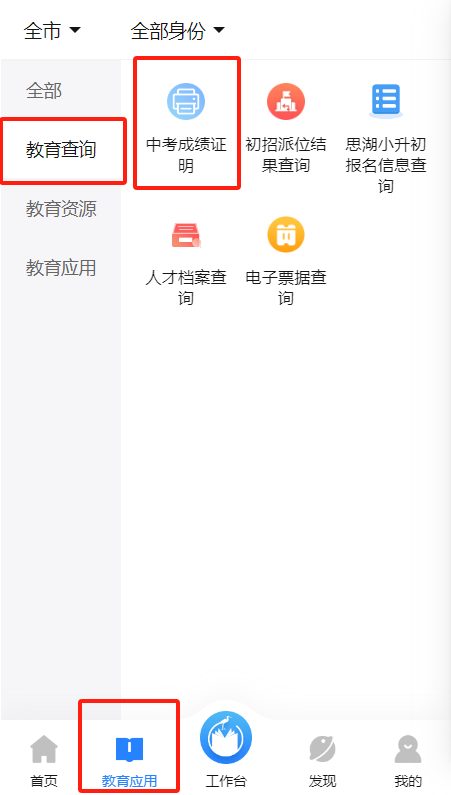 全市 全部身份
全部
教育查询
教育资源
教育应用
中考成绩证
明
初招派位结
果查询
思湖小升初
报名信息查
询
人才档案查
询
电子票据查
询
首页 教育应用 工作台 发现 我的